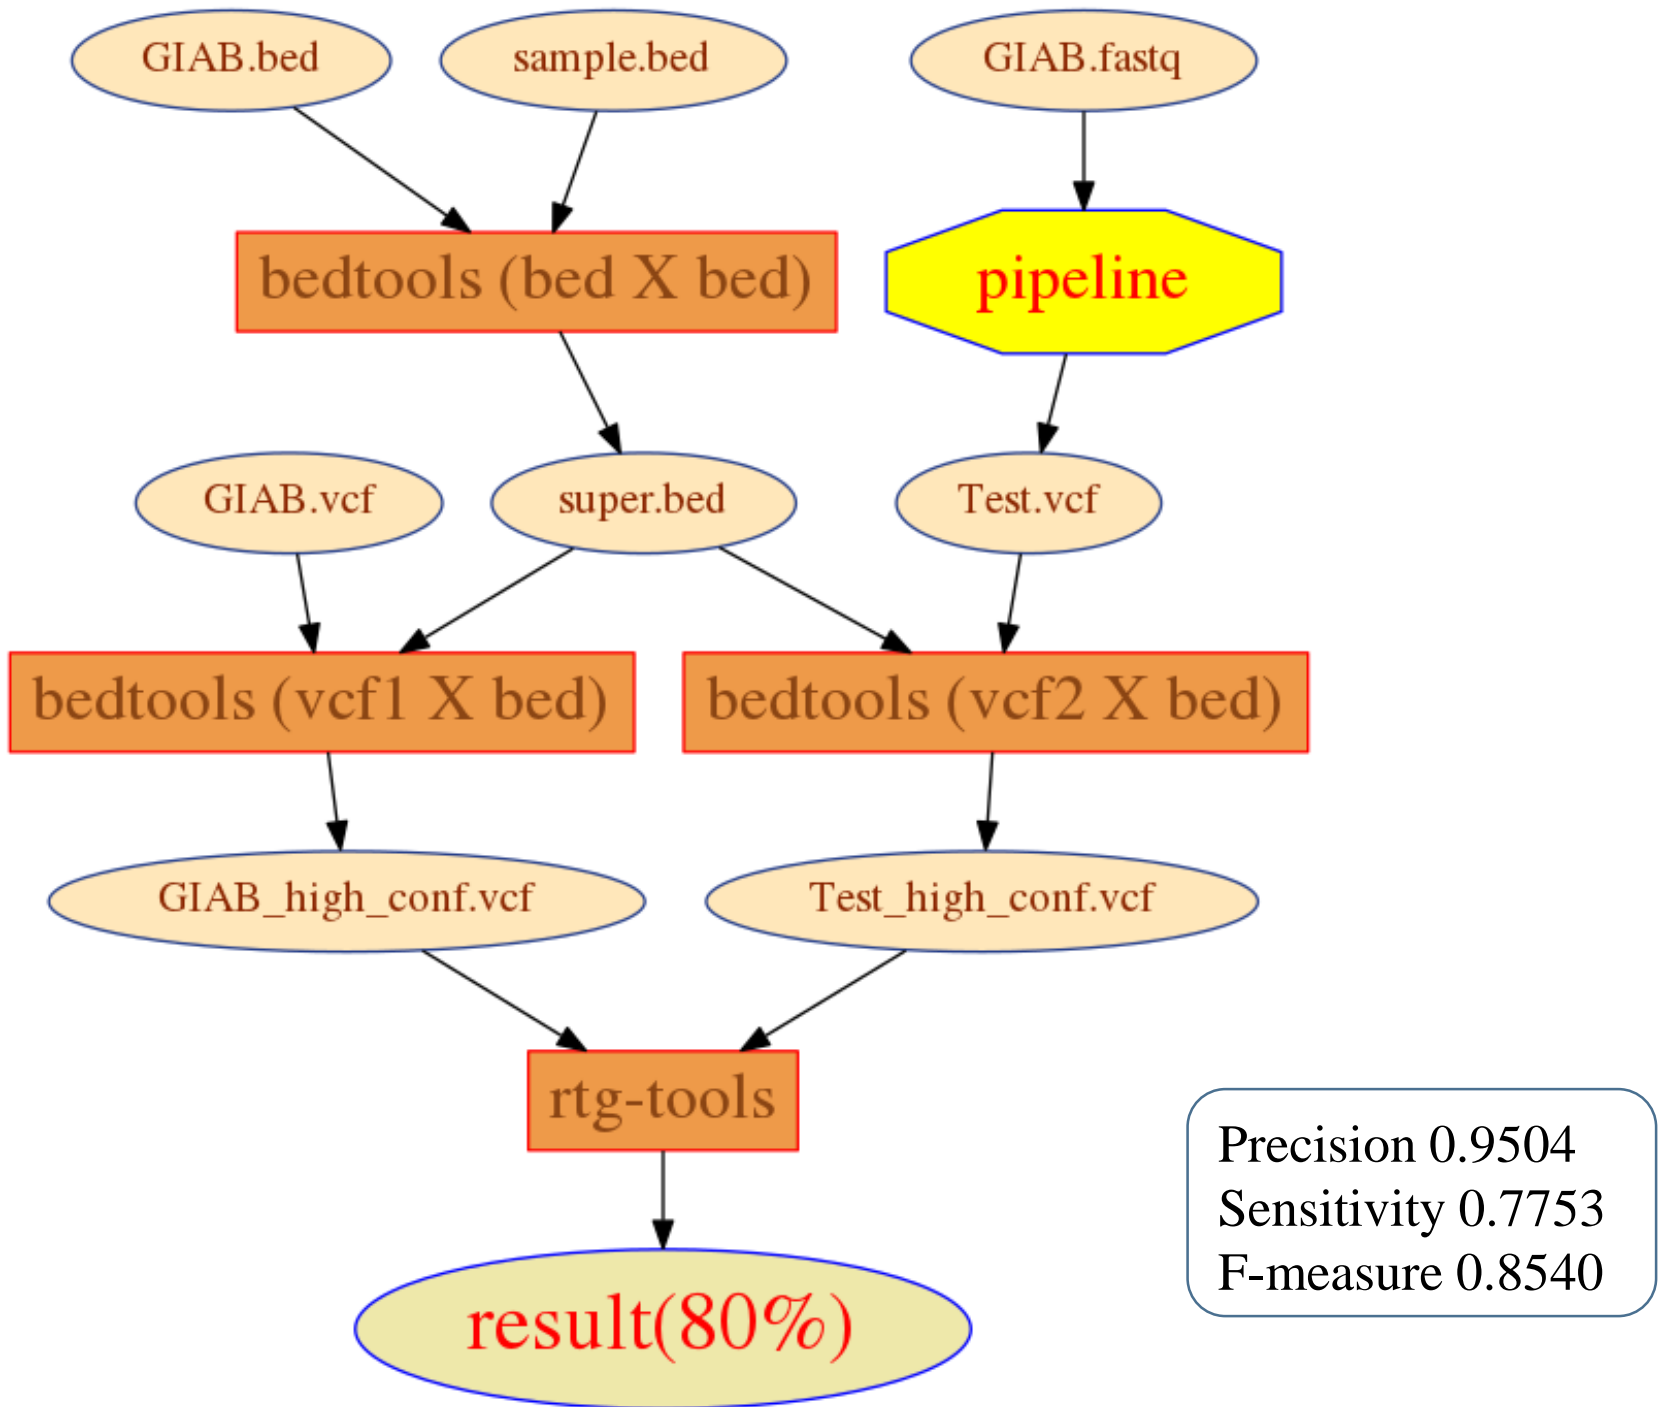 GIAB.bed
sample.bed
GIAB.fastq
bedtools (bed X bed)
pipeline
GIAB.vcf
super.bed
Test.vcf
bedtools (vcf1 X bed)
bedtools (vcf2 X bed)
GIAB_high_conf.vcf
Test_high_conf.vcf
rtg-tools
Precision 0.9504
Sensitivity 0.7753
F-measure 0.8540
result(80%)